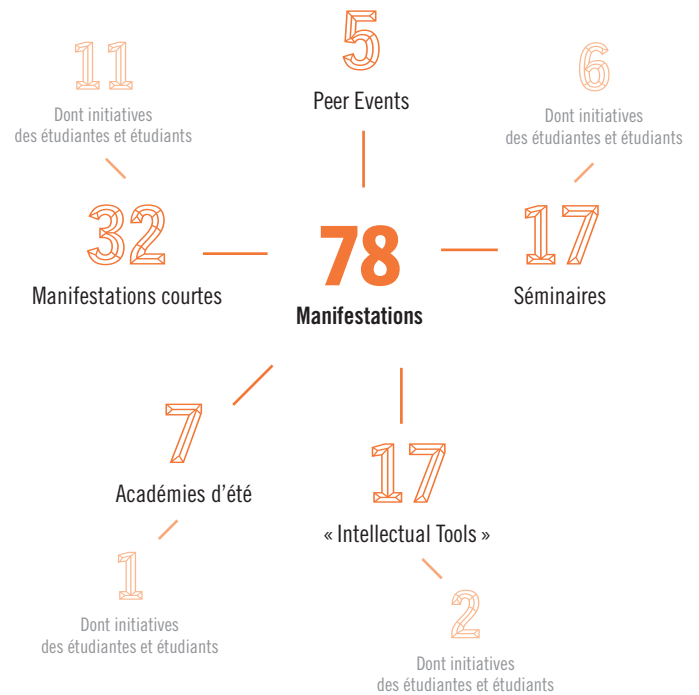 5
Peer Events
11
Dont initiatives
des étudiantes et étudiants
6
Dont initiatives
des étudiantes et étudiants
32
Manifestations courtes
78
Manifestations
17
Séminaires
7
Académies d'été
17
« Intellectual Tools »
1
Dont initiatives
des étudiantes et étudiants
2
Dont initiatives
des étudiantes et étudiants